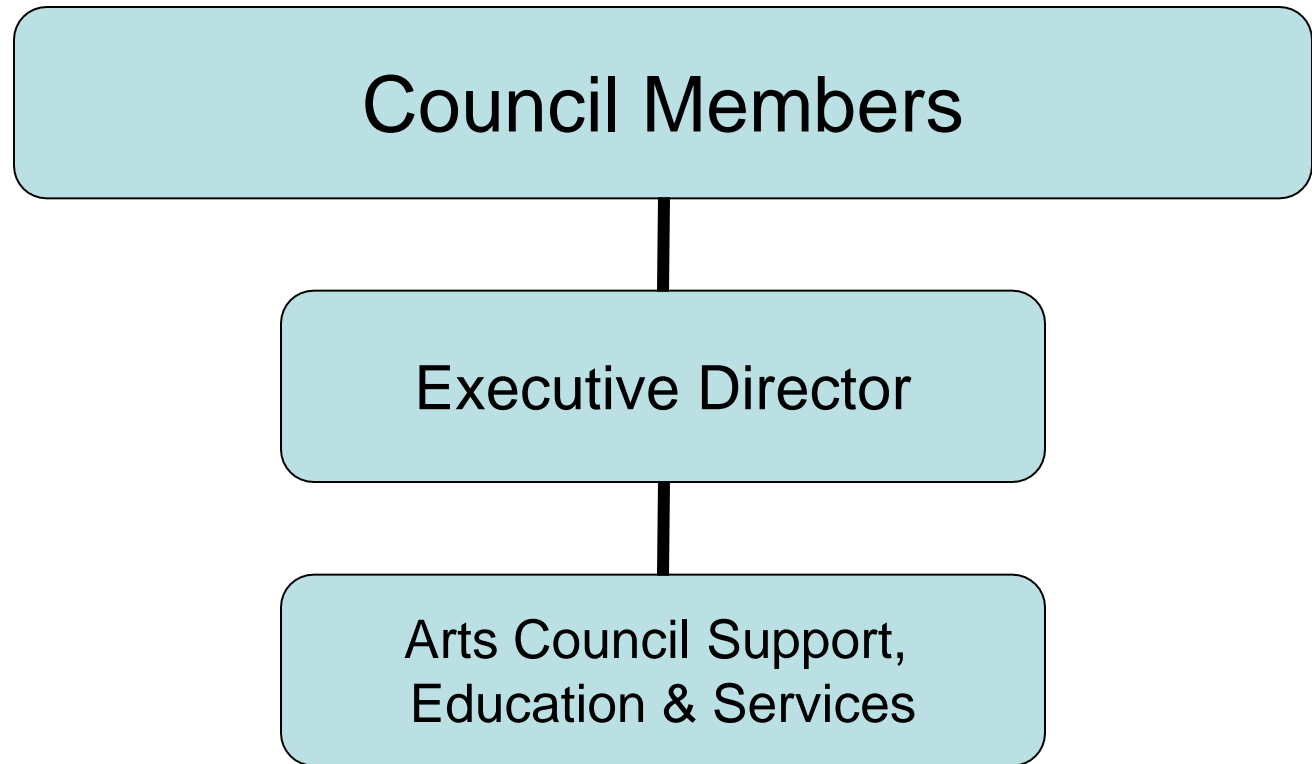 Council Members
Executive Director
Arts Council Support,
Education & Services